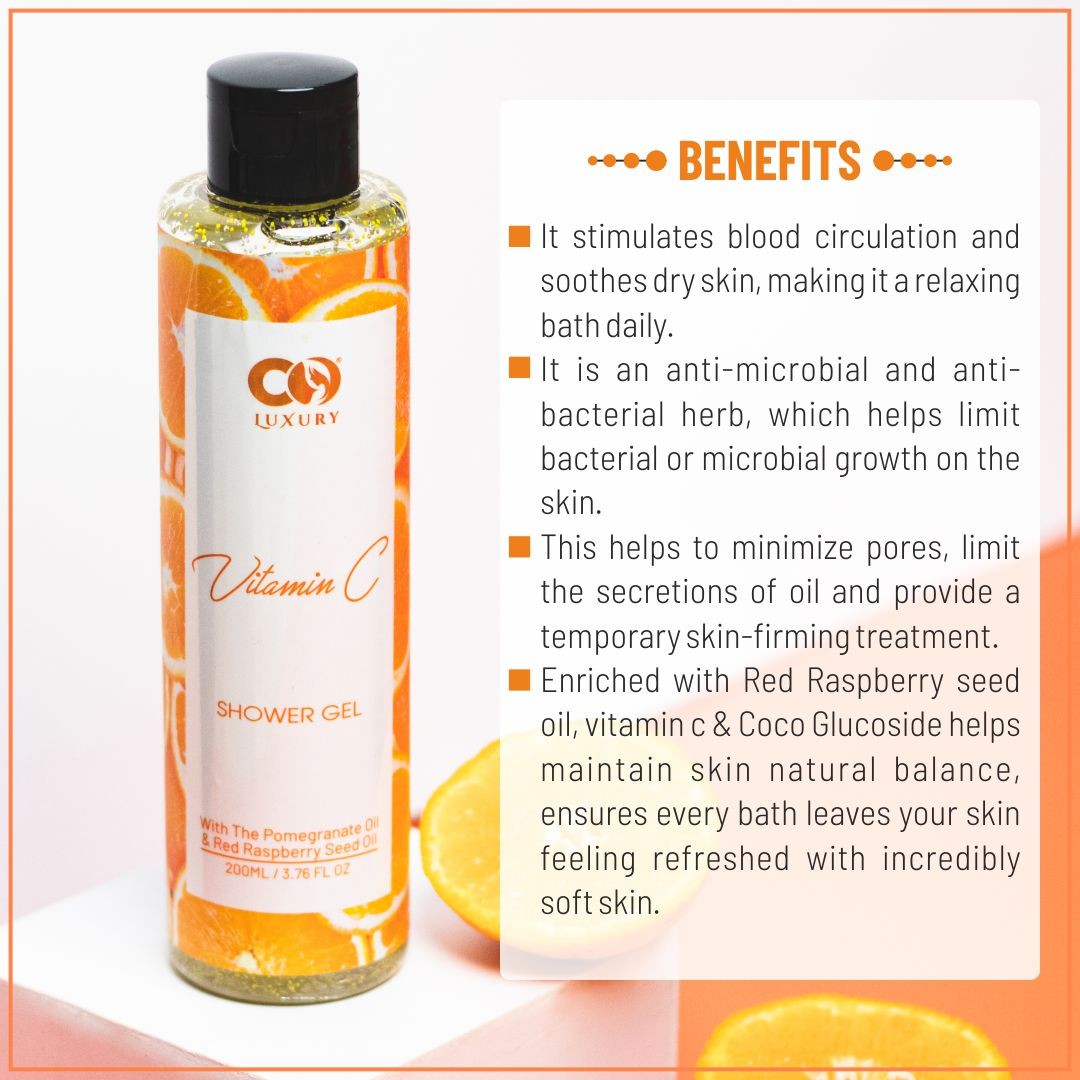 CO®
LUXURY
Vitamin C
SHOWER GEL
With The Pomegranate Oil
& Red Raspberry Seed Oil
200ML / 3.76 FL OZ
BENEFITS
It stimulates blood circulation and
soothes dry skin, making it a relaxing
bath daily.
It is an anti-microbial and anti-
bacterial herb, which helps limit
bacterial or microbial growth on the
skin.
This helps to minimize pores, limit
the secretions of oil and provide a
temporary skin-firming treatment.
Enriched with Red Raspberry seed
oil, vitamin c & Coco Glucoside helps
maintain skin natural balance,
ensures every bath leaves your skin
feeling refreshed with incredibly
soft skin.